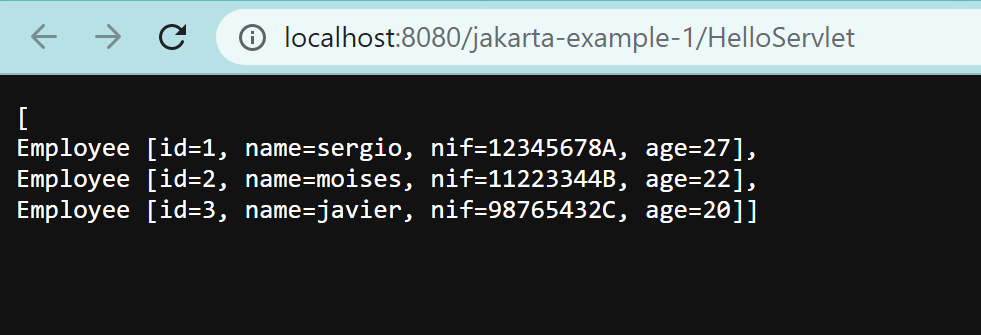 localhost:8080/jakarta-example-1/HelloServlet
[
Employee [id=1, name=sergio, nif=12345678A, age=27],
Employee [id=2, name=moises, nif=11223344B, age=22],
Employee [id=3, name=javier, nif=98765432C, age=20]]